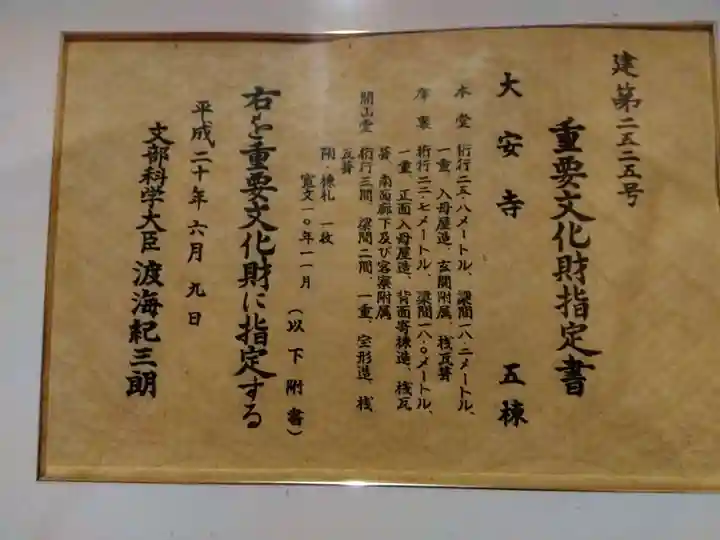 建第二五二五号
重要文化財指定書
大安寺 五棟
本堂 桁行二五・八メートル、梁間一八・二メートル、
一重、入母屋造、玄関附属、桟瓦葺
庫裏 桁行二二・七メートル、梁間一八・〇メートル、
一重、正面入母屋造、背面寄棟造、桟瓦
葺 南面廊下及び客寮附属
開山堂 桁行三間、梁間二間、一重、宝形造、桟
瓦葺
附・棟札 一枚
寛文一〇年一一月
(以下附書)
右を重要文化財に指定する
平成二十年六月九日
文部科学大臣 渡海紀三朗